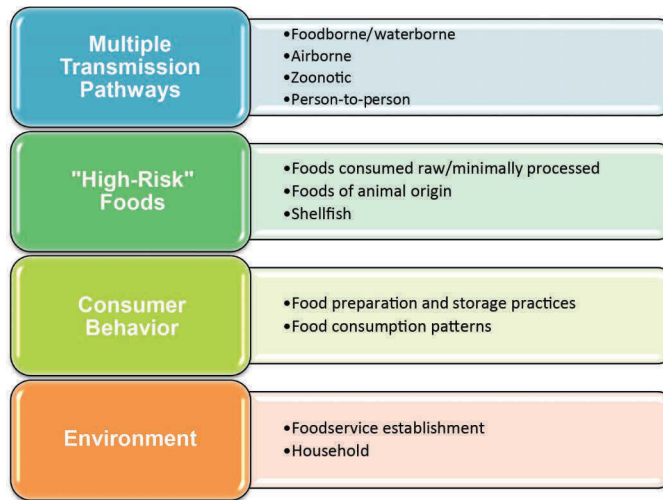 Multiple
Transmission
Pathways
•Foodborne/waterborne
•Airborne
•Zoonotic
•Person-to-person
"High-Risk"
Foods
•Foods consumed raw/minimally processed
•Foods of animal origin
•Shellfish
Consumer
Behavior
•Food preparation and storage practices
•Food consumption patterns
Environment
•Foodservice establishment
•Household